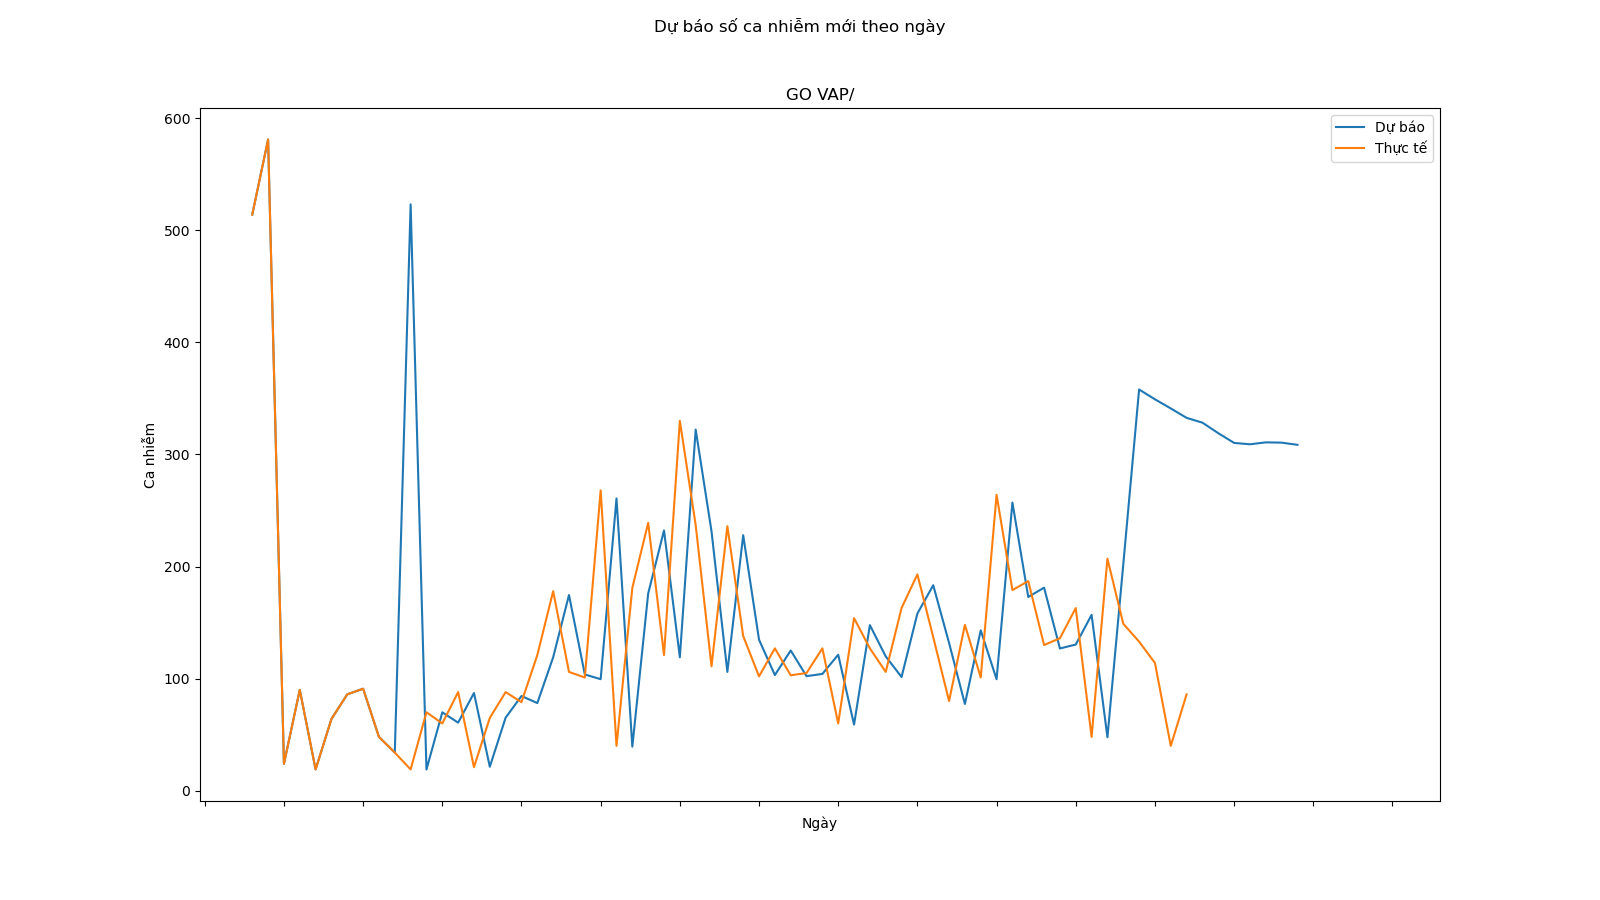 Dự báo số ca nhiễm mới theo ngày
GO VAP/
600
500
400
300
200
100
0
Ca nhiễm
Ngày
Dự báo
Thực tế